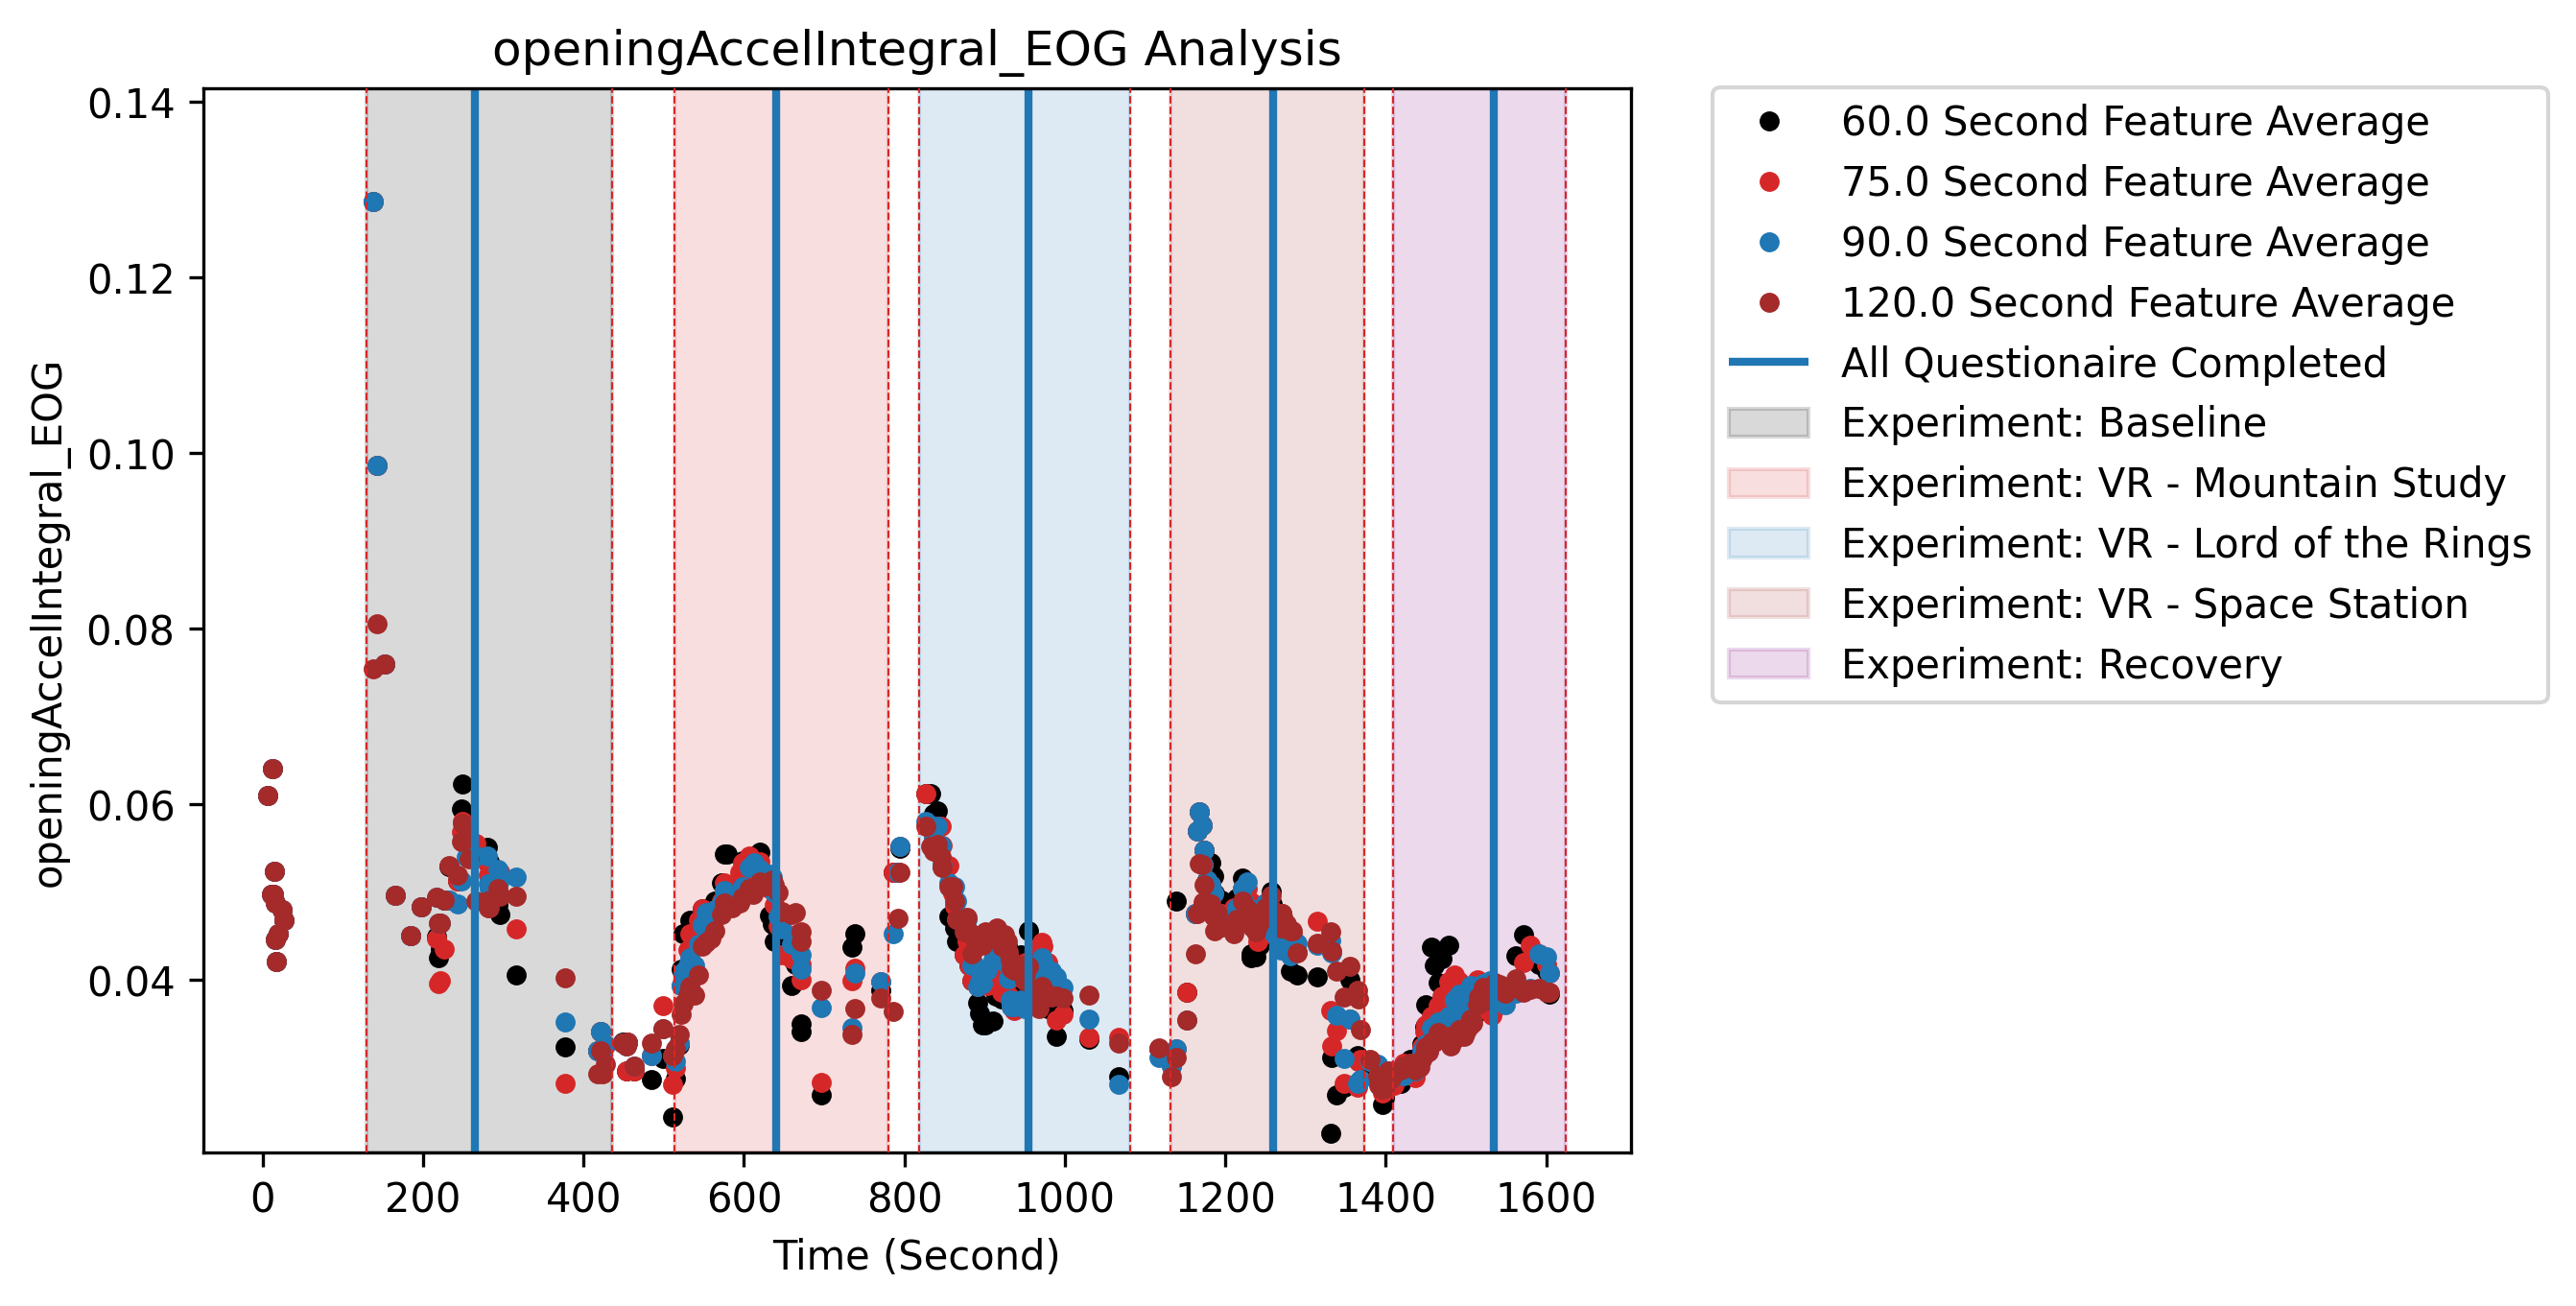 openingAccelIntegral_EOG Analysis
0.14
0.12
0.10
0.08
0.06
0.04
openingAccelIntegral_EOG
0 200 400 600 800 1000 1200 1400 1600
Time (Second)
60.0 Second Feature Average
75.0 Second Feature Average
90.0 Second Feature Average
120.0 Second Feature Average
All Questionaire Completed
Experiment: Baseline
Experiment: VR - Mountain Study
Experiment: VR - Lord of the Rings
Experiment: VR - Space Station
Experiment: Recovery